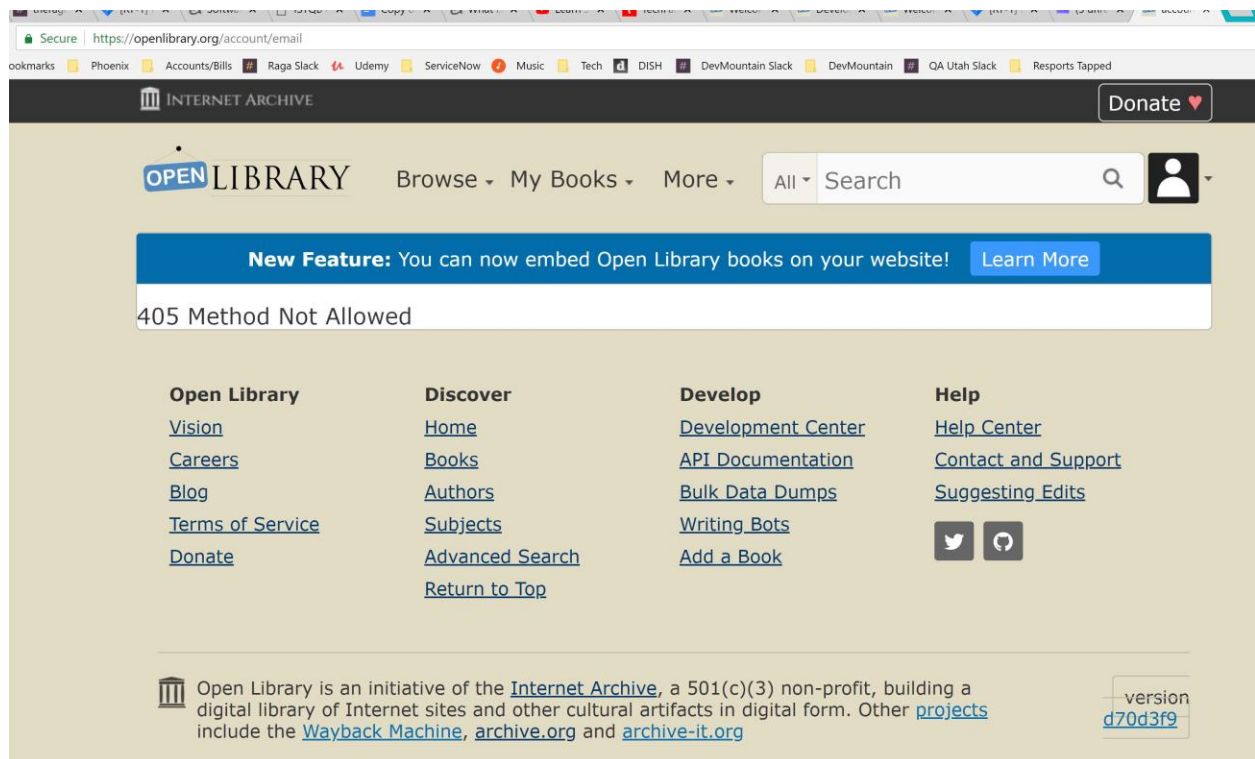 Secure https://openlibrary.org/account/email
ookmarks Phoenix Accounts/Bills Raga Slack Udemy ServiceNow Music Tech DISH DevMountain Slack DevMountain QA Utah Slack Resports Tapped
INTERNET ARCHIVE Donate ♥
OPEN LIBRARY Browse My Books More All Search
New Feature: You can now embed Open Library books on your website! Learn More
405 Method Not Allowed
Open Library Discover Develop Help
Vision Home Development Center Help Center
Careers Books API Documentation Contact and Support
Blog Authors Bulk Data Dumps Suggesting Edits
Terms of Service Subjects Writing Bots
Donate Advanced Search Add a Book
Return to Top
Open Library is an initiative of the Internet Archive, a 501(c)(3) non-profit, building a
digital library of Internet sites and other cultural artifacts in digital form. Other projects
include the Wayback Machine, archive.org and archive-it.org
version
d70d3f9